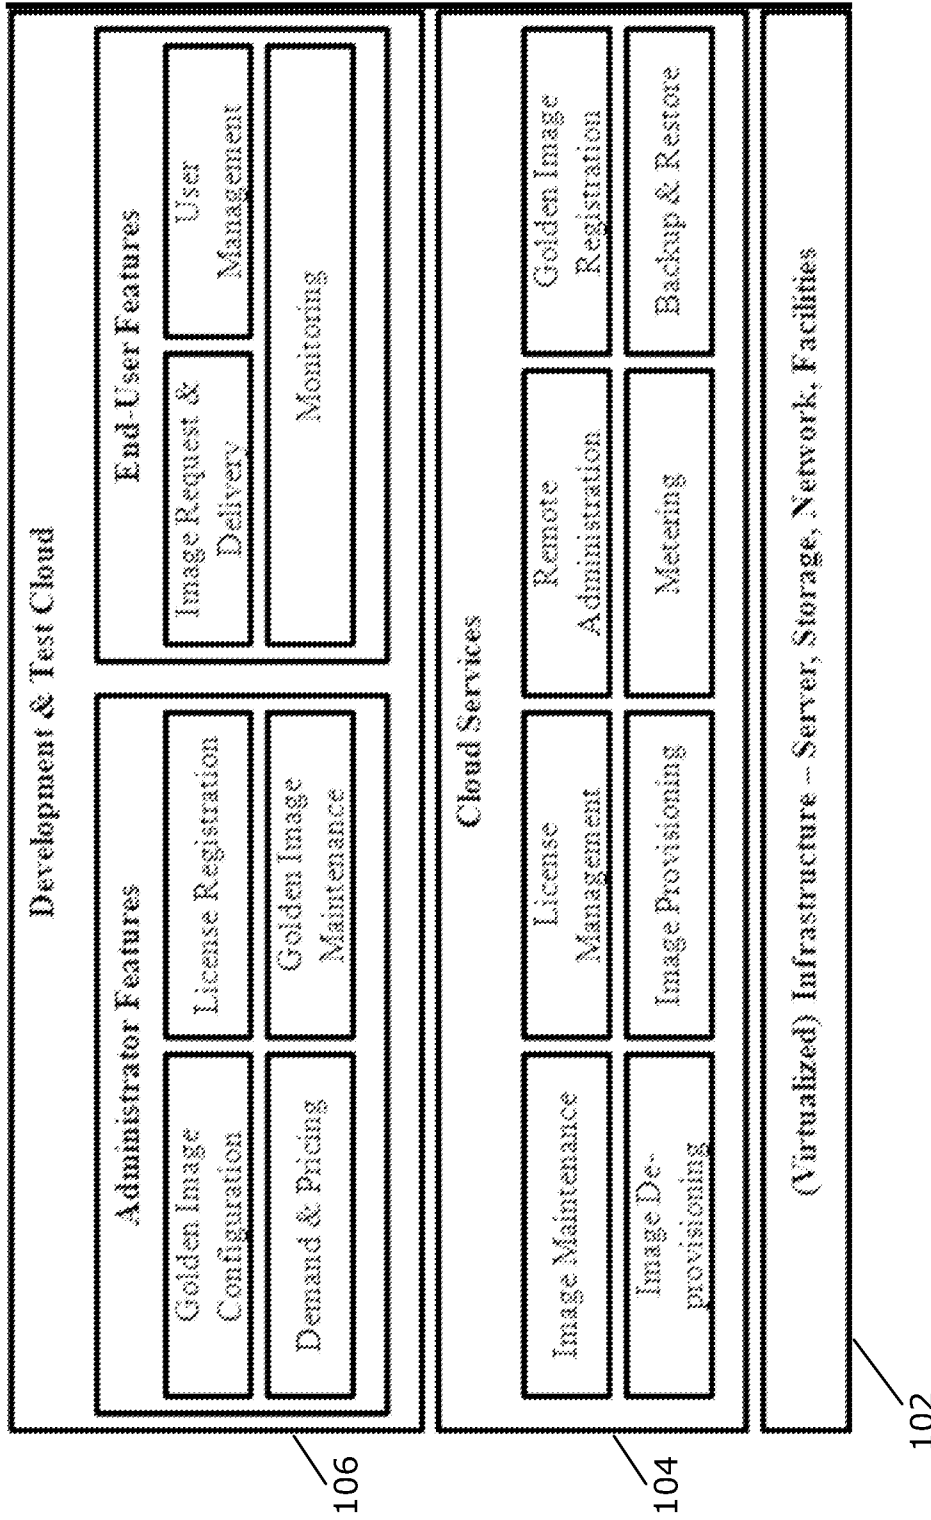 Development & Test Cloud
Administrator Features
Golden Image
Configuration
License Registration
Demand & Pricing
Golden Image
Maintenance
End-User Features
Image Request &
Delivery
User
Management
Monitoring
106
Cloud Services
Image Maintenance
License
Management
Remote
Administration
Golden Image
Registration
Image De-
provisioning
Image Provisioning
Metering
Backup & Restore
104
(Virtualized) Infrastructure – Server, Storage, Network, Facilities
102